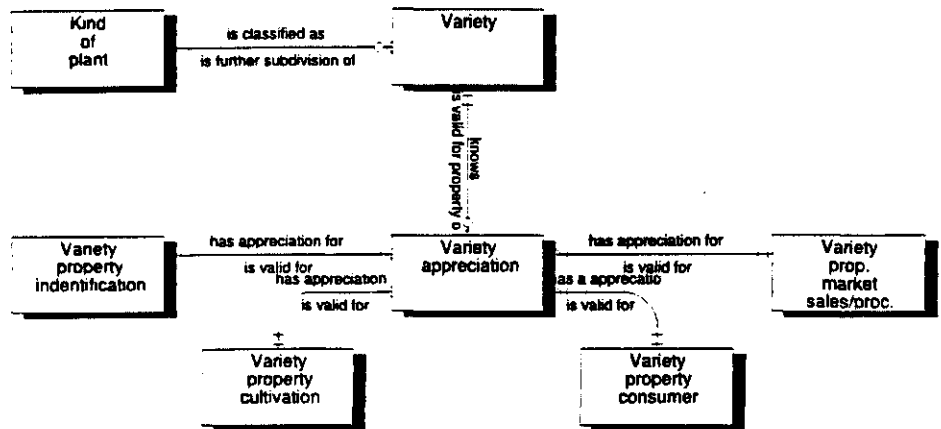 Kind
of
plant
is classified as
is further subdivision of
Variety
is valid for property o
knows
Variety
property
indentification
has appreciation for
is valid for
has appreciation
is valid for
Variety
appreciation
has appreciation for
is valid for
as a appreciatio
is valid for
Variety
prop.
market
sales/proc.
Variety
property
cultivation
Variety
property
consumer